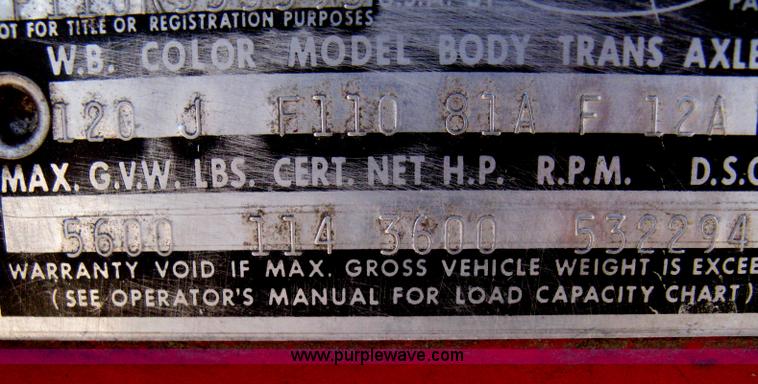 U.S.A. BY
NOT FOR TITLE OR REGISTRATION PURPOSES
W.B. COLOR MODEL BODY TRANS AXLE
120 J F110 81A F 12A
MAX. G.V.W. LBS. CERT. NET H.P. R.P.M. D.S.O
5600 114 3600 532294
WARRANTY VOID IF MAX. GROSS VEHICLE WEIGHT IS EXCEE
(SEE OPERATOR'S MANUAL FOR LOAD CAPACITY CHART)
www.purplewave.com